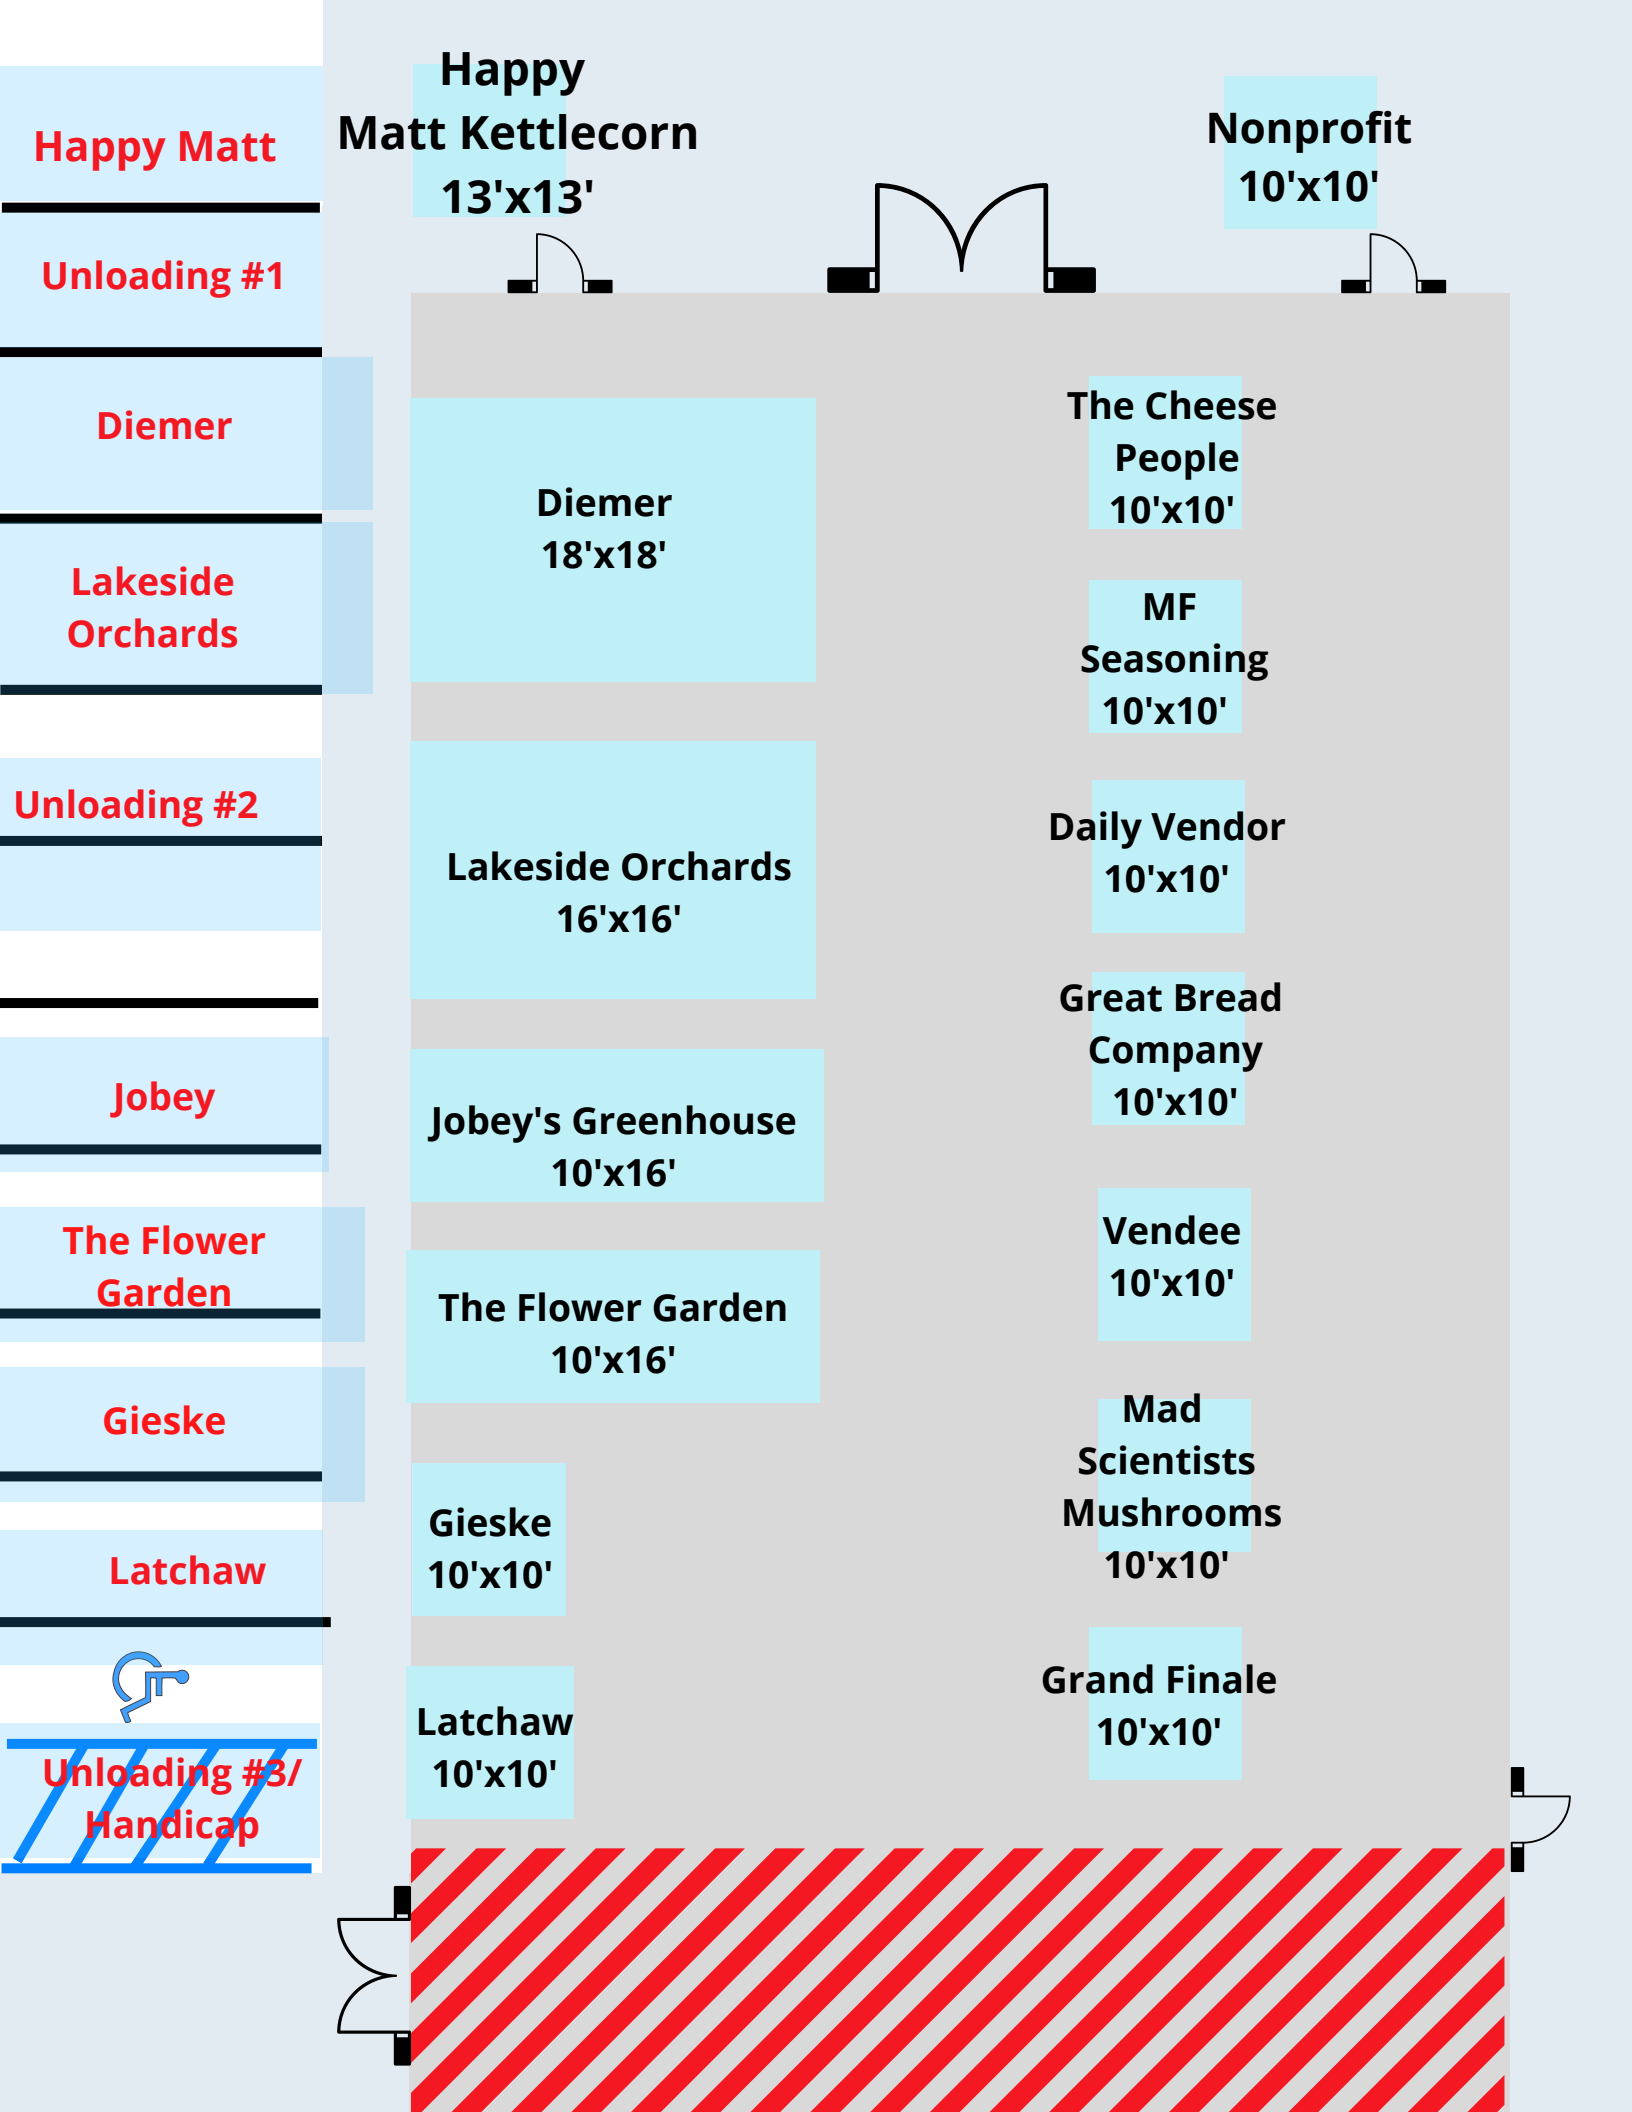 Happy Matt
Unloading #1
Diemer
Lakeside
Orchards
Unloading #2
Jobey
The Flower
Garden
Gieske
Latchaw
Unloading #3/
Handicap
Happy
Matt Kettlecorn
13'x13'
Nonprofit
10'x10'
Diemer
18'x18'
Lakeside Orchards
16'x16'
Jobey's Greenhouse
10'x16'
The Flower Garden
10'x16'
Gieske
10'x10'
Latchaw
10'x10'
The Cheese
People
10'x10'
MF
Seasoning
10'x10'
Daily Vendor
10'x10'
Great Bread
Company
10'x10'
Vendee
10'x10'
Mad
Scientists
Mushrooms
10'x10'
Grand Finale
10'x10'